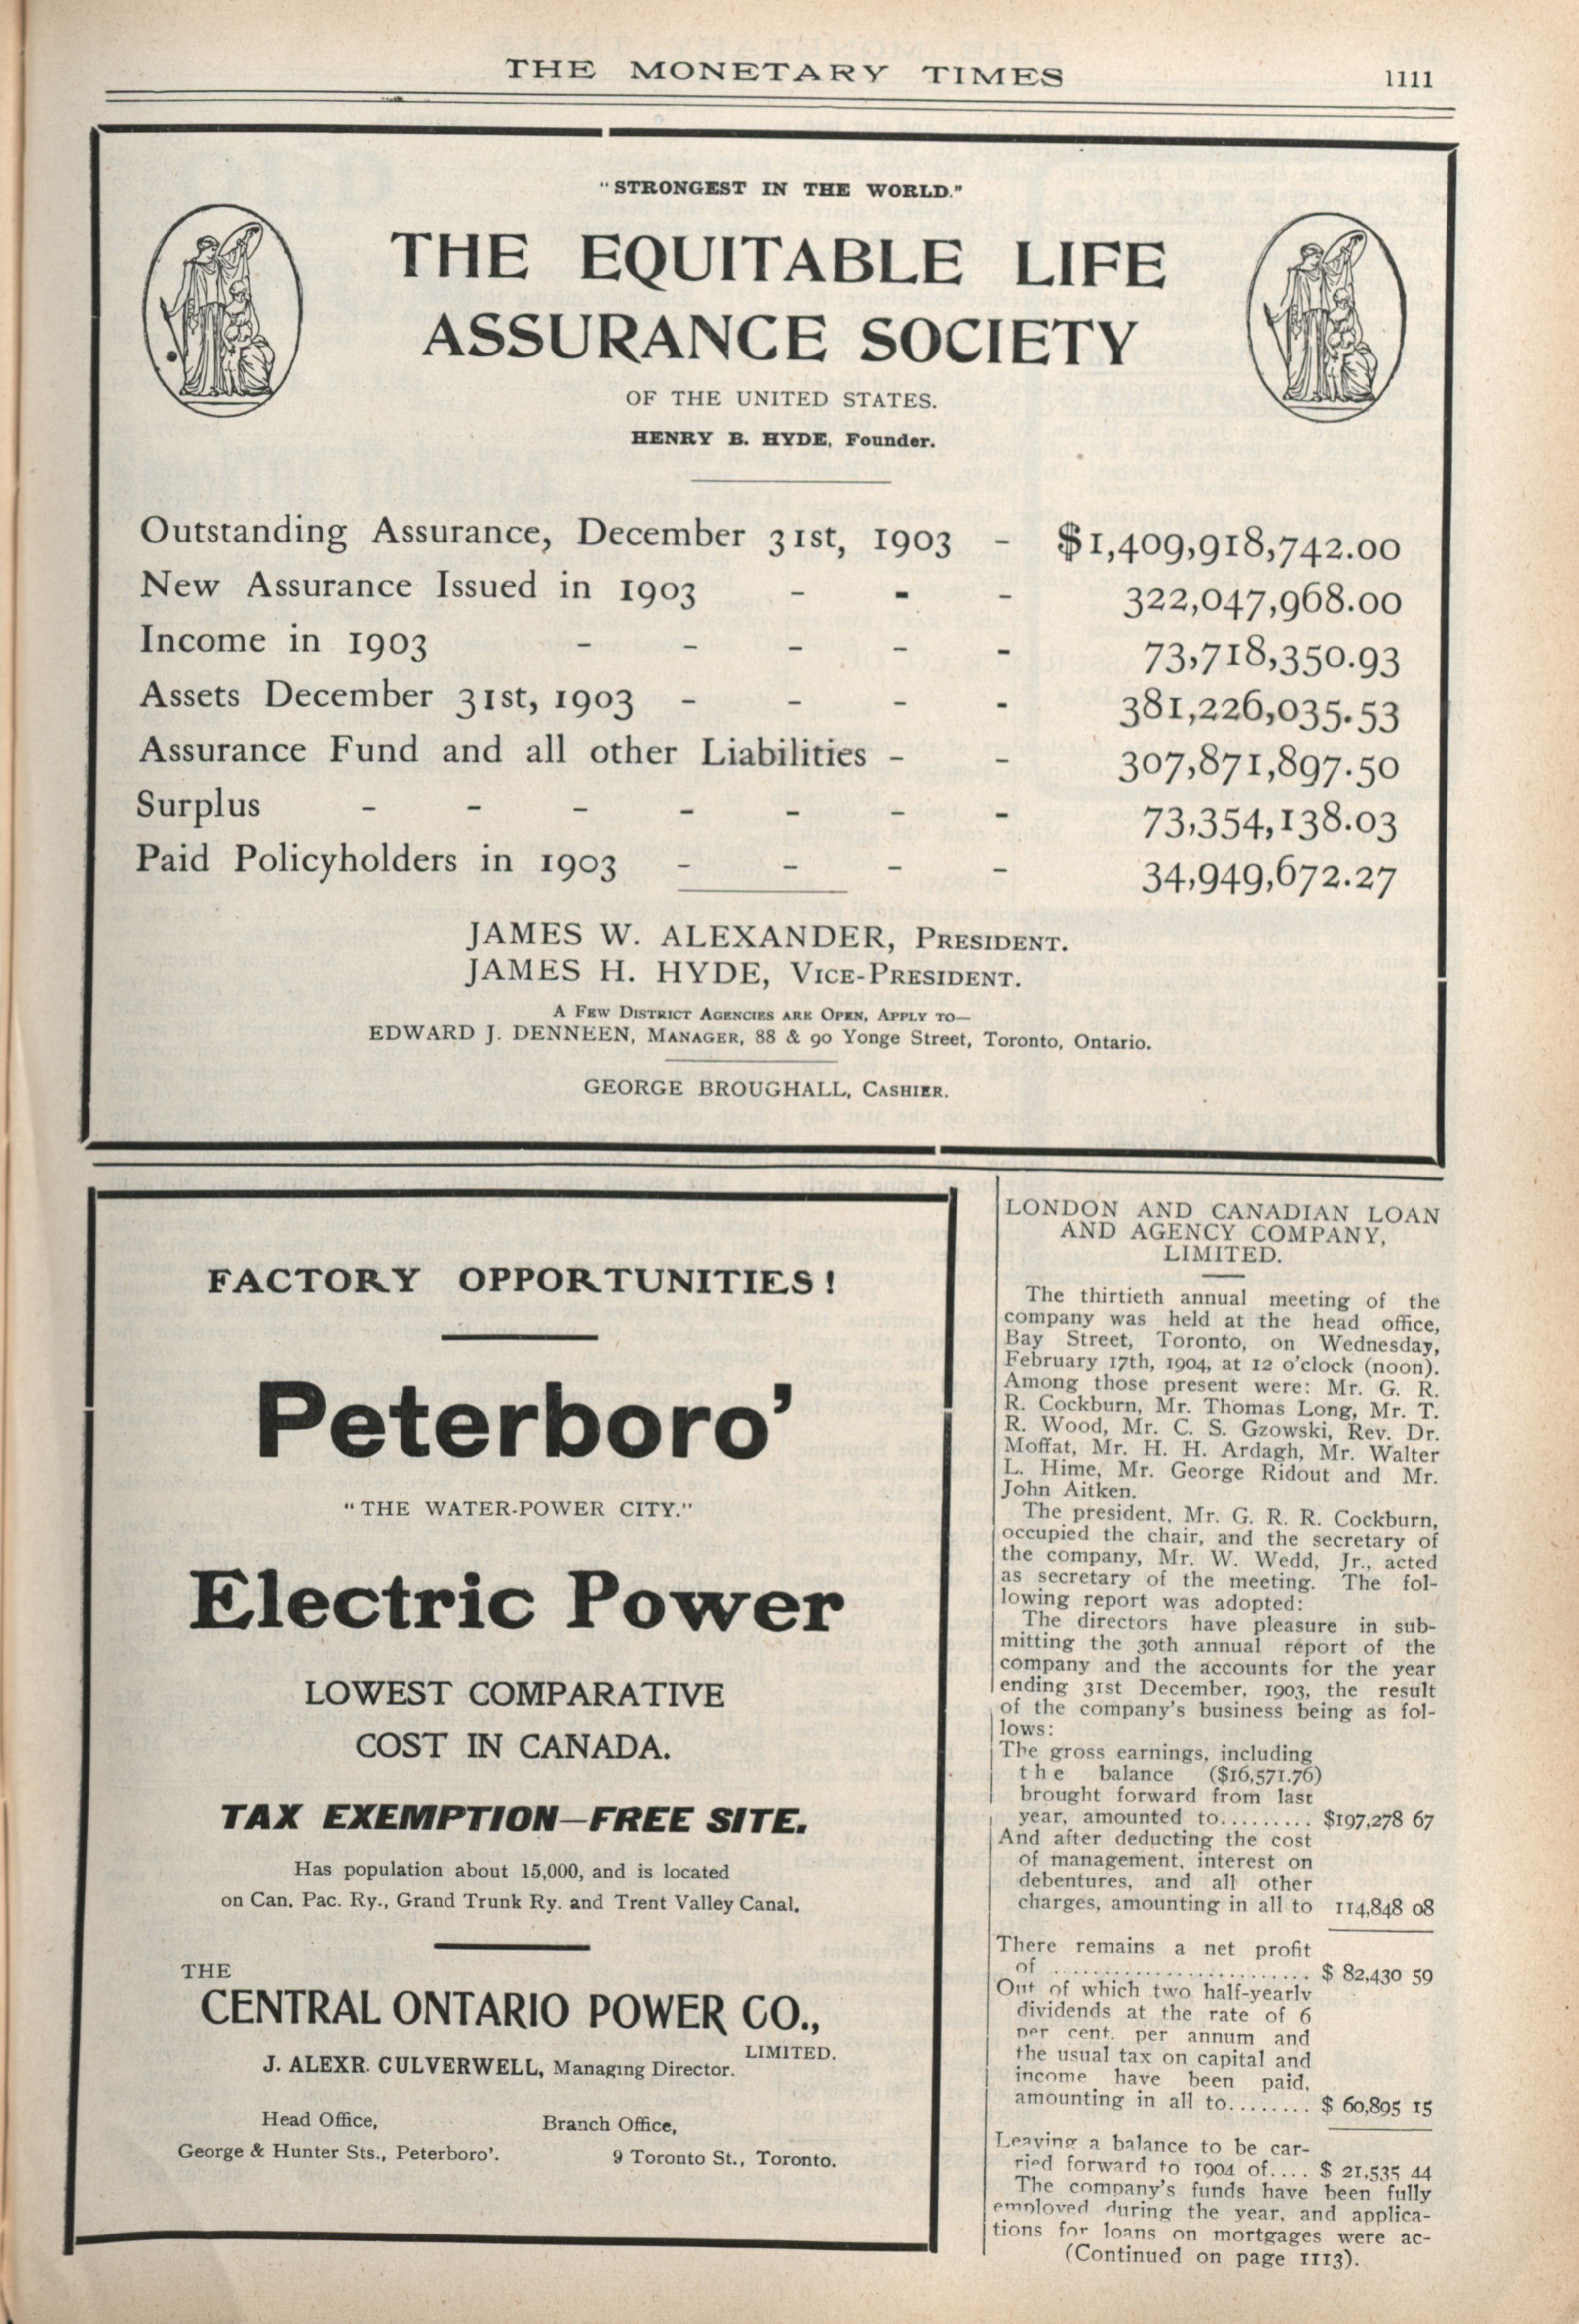 THE MONETARY TIMES 1111
"STRONGEST IN THE WORLD."
THE EQUITABLE LIFE
ASSURANCE SOCIETY
OF THE UNITED STATES.
HENRY B. HYDE, Founder.
Outstanding Assurance, December 31st, 1903 - $1,409,918,742.00
New Assurance Issued in 1903 - - - 322,047,968.00
Income in 1903 - - - - - 73,718,350.93
Assets December 31st, 1903 - - - - 381,226,035.53
Assurance Fund and all other Liabilities - - 307,871,897.50
Surplus - - - - - - - 73,354,138.03
Paid Policyholders in 1903 - - - - 34,949,672.27
JAMES W. ALEXANDER, PRESIDENT.
JAMES H. HYDE, VICE-PRESIDENT.
A FEW DISTRICT AGENCIES ARE OPEN, APPLY TO—
EDWARD J. DENNEEN, MANAGER, 88 & 90 Yonge Street, Toronto, Ontario.
GEORGE BROUGHALL, CASHIER.
FACTORY OPPORTUNITIES!
Peterboro'
"THE WATER-POWER CITY."
Electric Power
LOWEST COMPARATIVE
COST IN CANADA.
TAX EXEMPTION—FREE SITE.
Has population about 15,000, and is located
on Can. Pac. Ry., Grand Trunk Ry. and Trent Valley Canal.
THE
CENTRAL ONTARIO POWER CO.,
LIMITED.
J. ALEXR. CULVERWELL, Managing Director.
Head Office, Branch Office,
George & Hunter Sts., Peterboro'. 9 Toronto St., Toronto.
LONDON AND CANADIAN LOAN
AND AGENCY COMPANY,
LIMITED.
The thirtieth annual meeting of the
company was held at the head office,
Bay Street, Toronto, on Wednesday,
February 17th, 1904, at 12 o'clock (noon).
Among those present were: Mr. G. R.
R. Cockburn, Mr. Thomas Long, Mr. T.
R. Wood, Mr. C. S. Gzowski, Rev. Dr.
Moffat, Mr. H. H. Ardagh, Mr. Walter
L. Hime, Mr. George Ridout and Mr.
John Aitken.
The president, Mr. G. R. R. Cockburn,
occupied the chair, and the secretary of
the company, Mr. W. Wedd, Jr., acted
as secretary of the meeting. The fol-
lowing report was adopted:
The directors have pleasure in sub-
mitting the 30th annual report of the
company and the accounts for the year
ending 31st December, 1903, the result
of the company's business being as fol-
lows:
The gross earnings, including
the balance ($16,571.76)
brought forward from last
year, amounted to......... $197,278 67
And after deducting the cost
of management, interest on
debentures, and all other
charges, amounting in all to 114,848 08
There remains a net profit
of ......................... $ 82,430 59
Out of which two half-yearly
dividends at the rate of 6
per cent. per annum and
the usual tax on capital and
income have been paid,
amounting in all to........ $ 60,895 15
Leaving a balance to be car-
ried forward to 1904 of.... $ 21,535 44
The company's funds have been fully
employed during the year, and applica-
tions for loans on mortgages were ac-
(Continued on page 1113).